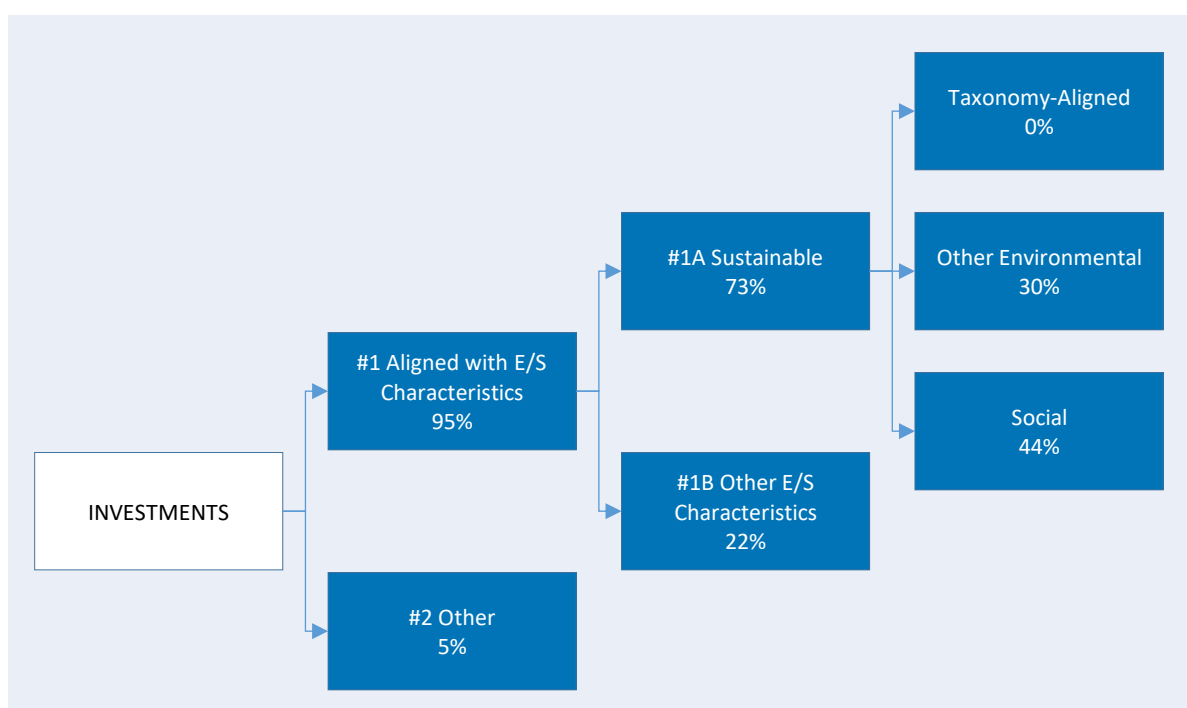 INVESTMENTS
#1 Aligned with E/S
Characteristics
95%
#2 Other
5%
#1A Sustainable
73%
#1B Other E/S
Characteristics
22%
Taxonomy-Aligned
0%
Other Environmental
30%
Social
44%